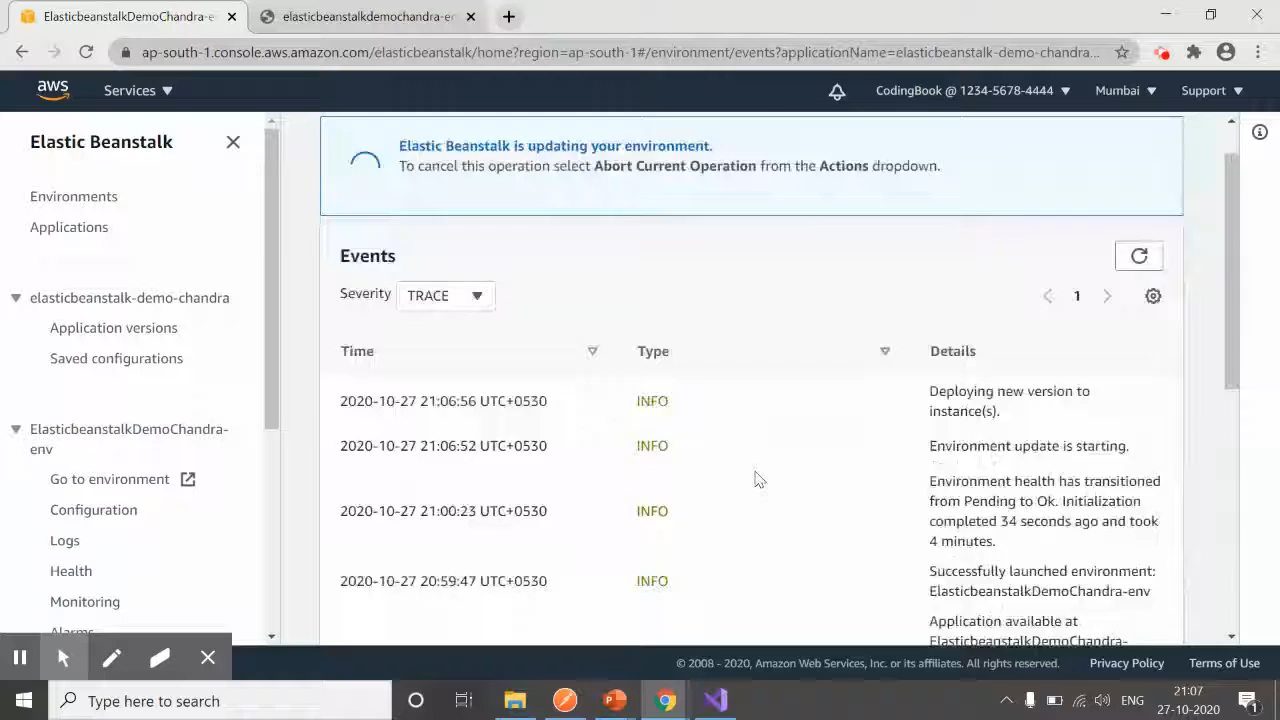 ElasticbeanstalkDemoChandra-en
elasticbeanstalkdemochandra-env
ap-south-1.console.aws.amazon.com/elasticbeanstalk/home?region=ap-south-1#/environment/events?applicationName=elasticbeanstalk-demo-chandra...
aws
Services
CodingBook @ 1234-5678-4444
Mumbai
Support
Elastic Beanstalk
Environments
Applications
elasticbeanstalk-demo-chandra
Application versions
Saved configurations
ElasticbeanstalkDemoChandra-
env
Go to environment
Configuration
Logs
Health
Monitoring
Alarms
Elastic Beanstalk is updating your environment.
To cancel this operation select Abort Current Operation from the Actions dropdown.
Events
Severity
TRACE
1
Time
Type
Details
2020-10-27 21:06:56 UTC+0530
INFO
Deploying new version to
instance(s).
2020-10-27 21:06:52 UTC+0530
INFO
Environment update is starting.
2020-10-27 21:00:23 UTC+0530
INFO
Environment health has transitioned
from Pending to Ok. Initialization
completed 34 seconds ago and took
4 minutes.
2020-10-27 20:59:47 UTC+0530
INFO
Successfully launched environment:
ElasticbeanstalkDemoChandra-env
Application available at
ElasticbeanstalkDemoChandra-
© 2008 - 2020, Amazon Web Services, Inc. or its affiliates. All rights reserved.
Privacy Policy
Terms of Use
Type here to search
ENG
21:07
27-10-2020
1